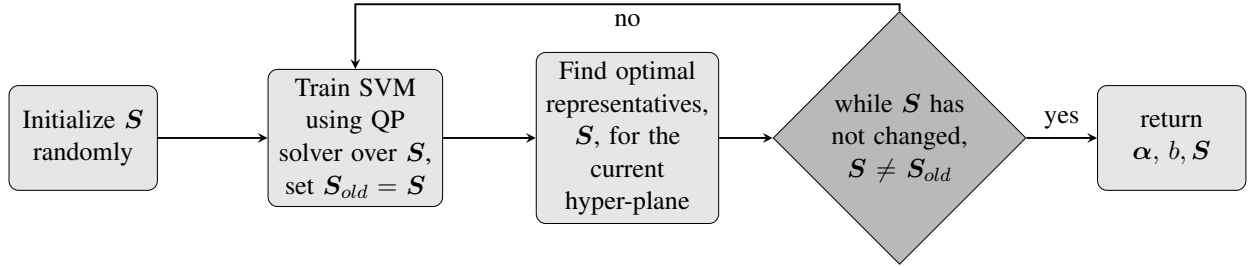 no
Initialize S
randomly
Train SVM
using QP
solver over S,
set S_old = S
Find optimal
representatives,
S, for the
current
hyper-plane
while S has
not changed,
S ≠ S_old
yes
return
α, b, S